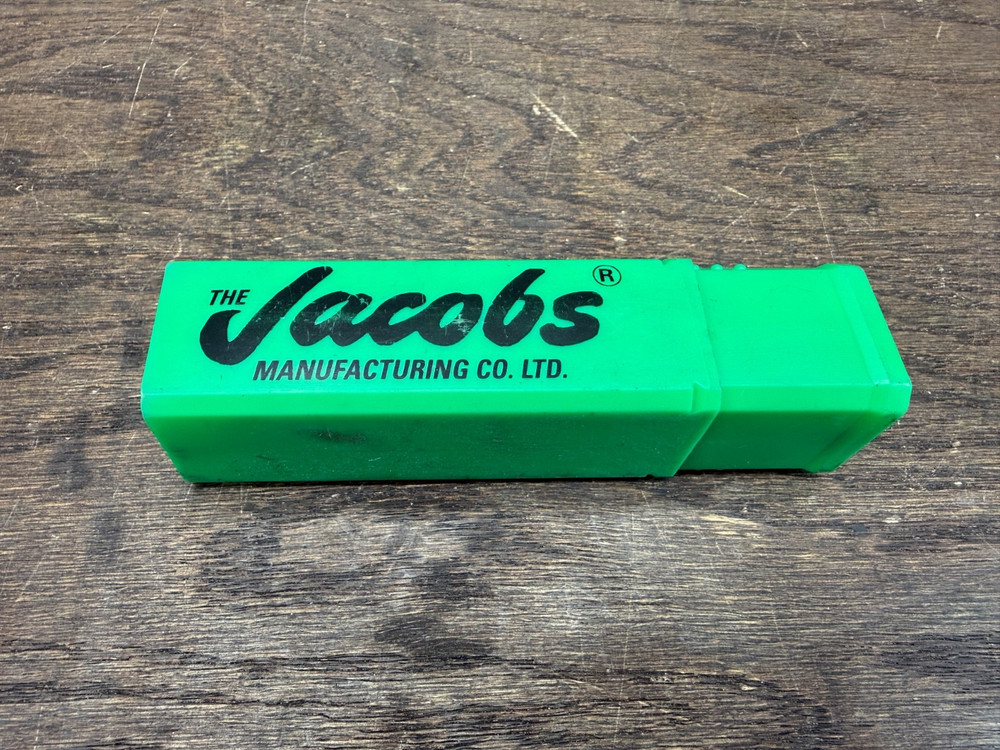 THE Jacobs®
MANUFACTURING CO. LTD.